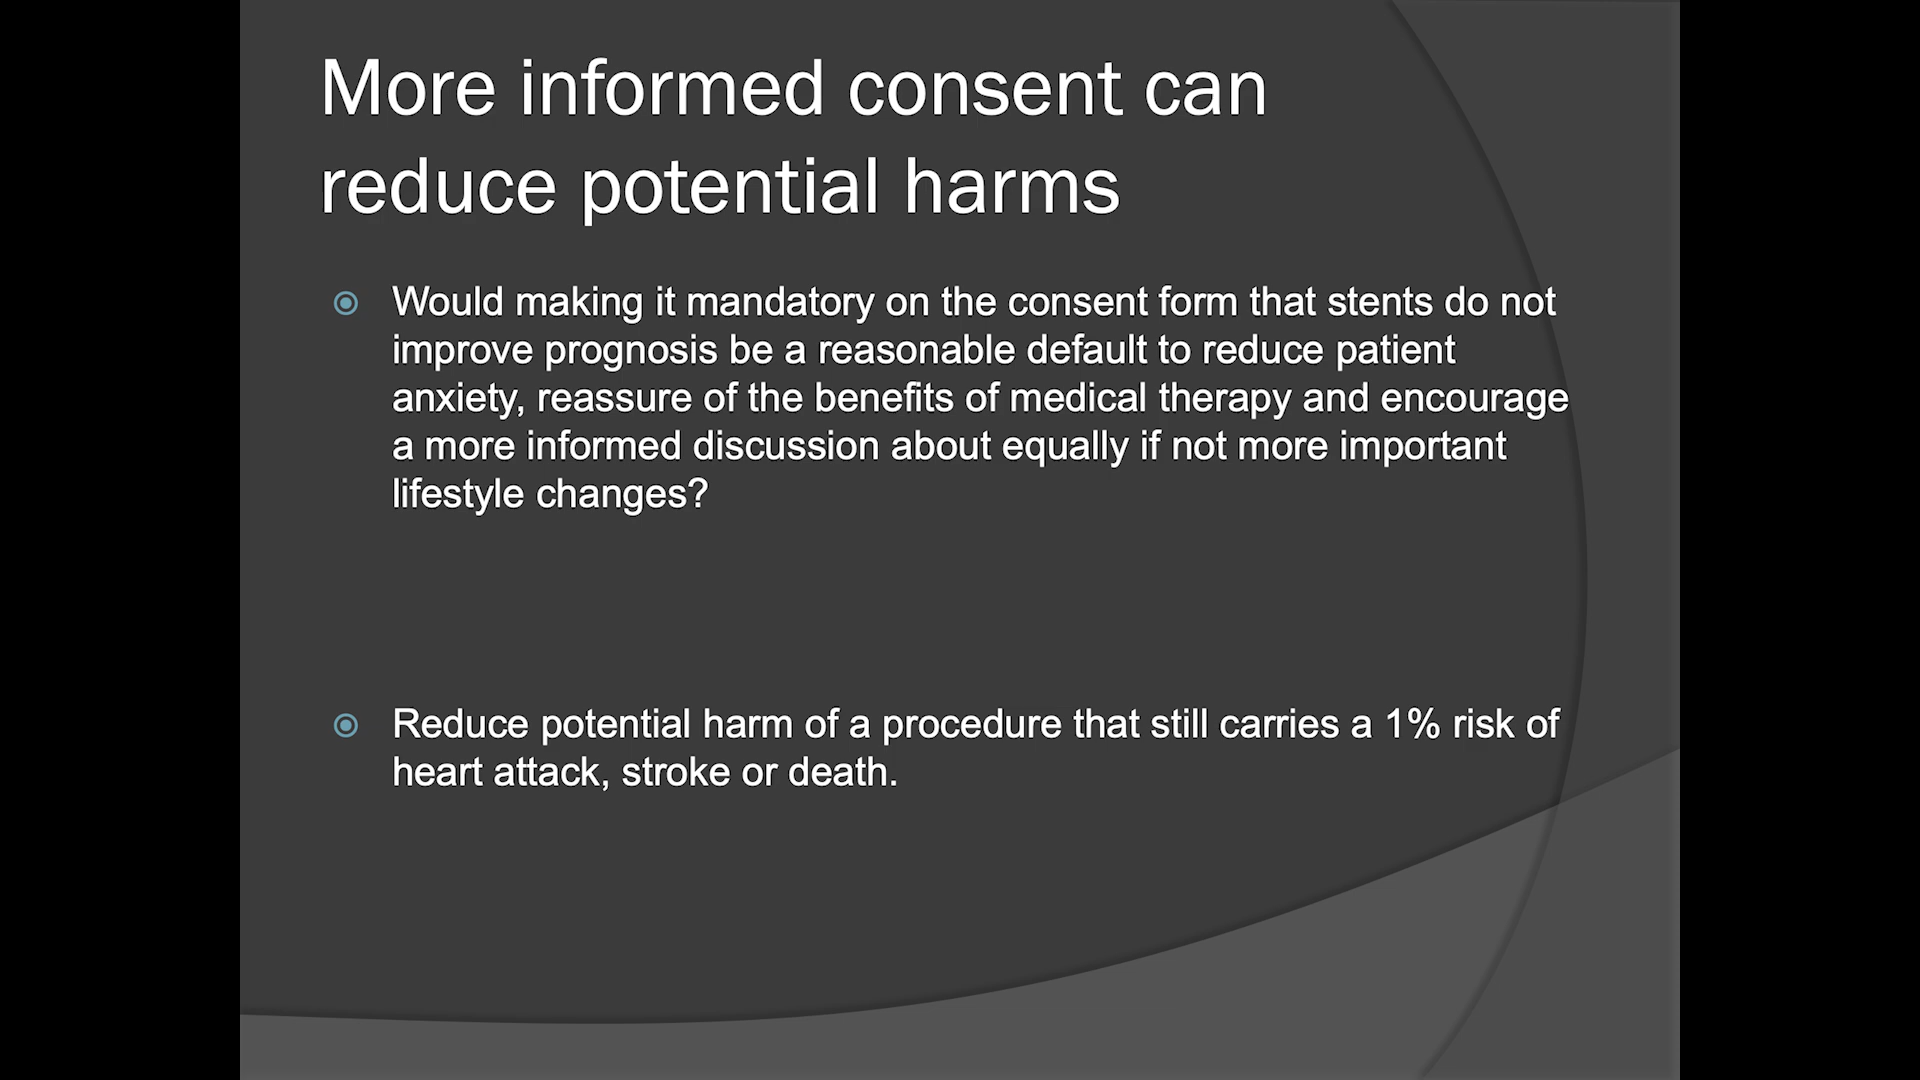 More informed consent can
reduce potential harms
Would making it mandatory on the consent form that stents do not
improve prognosis be a reasonable default to reduce patient
anxiety, reassure of the benefits of medical therapy and encourage
a more informed discussion about equally if not more important
lifestyle changes?
Reduce potential harm of a procedure that still carries a 1% risk of
heart attack, stroke or death.